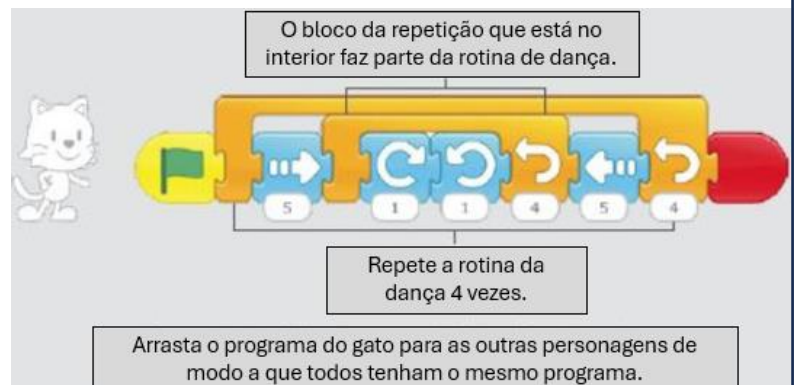 O bloco da repetição que está no
interior faz parte da rotina de dança.
5
1
1
4
5
4
Repete a rotina da
dança 4 vezes.
Arrasta o programa do gato para as outras personagens de
modo a que todos tenham o mesmo programa.